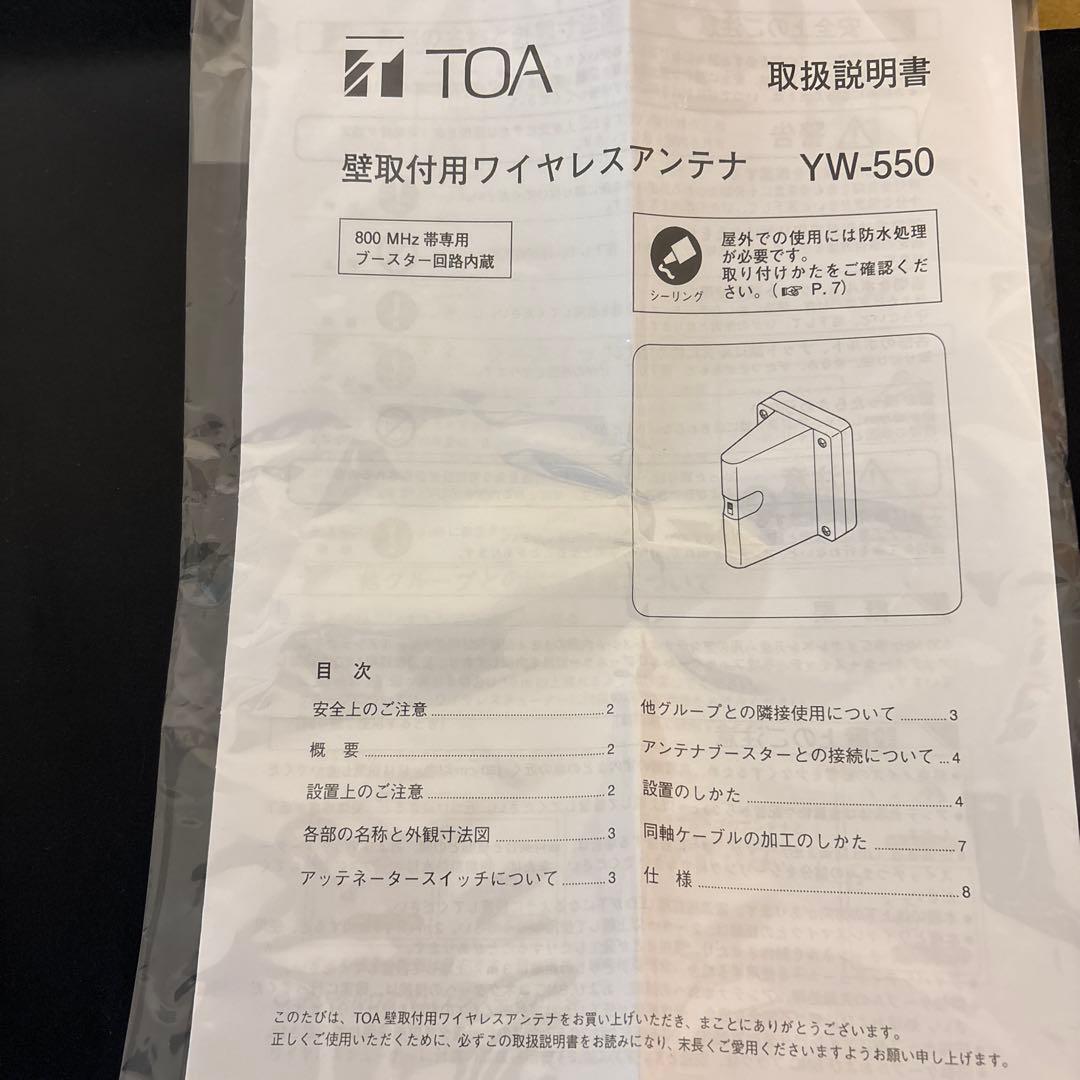 TOA
取扱説明書
壁取付用ワイヤレスアンテナ YW-550
800 MHz 帯専用
ブースター回路内蔵
シーリング
屋外での使用には防水処理
が必要です。
取り付けかたをご確認くだ
さい。(☞ P. 7)
目 次
安全上のご注意 2
概 要 2
設置上のご注意 2
各部の名称と外観寸法図 3
アッテネータースイッチについて 3
他グループとの隣接使用について 3
アンテナブースターとの接続について 4
設置のしかた 4
同軸ケーブルの加工のしかた 7
仕 様 8
このたびは、TOA 壁取付用ワイヤレスアンテナをお買い上げいただき、まことにありがとうございます。
正しくご使用いただくために、必ずこの取扱説明書をお読みになり、末長くご愛用くださいますようお願い申し上げます。